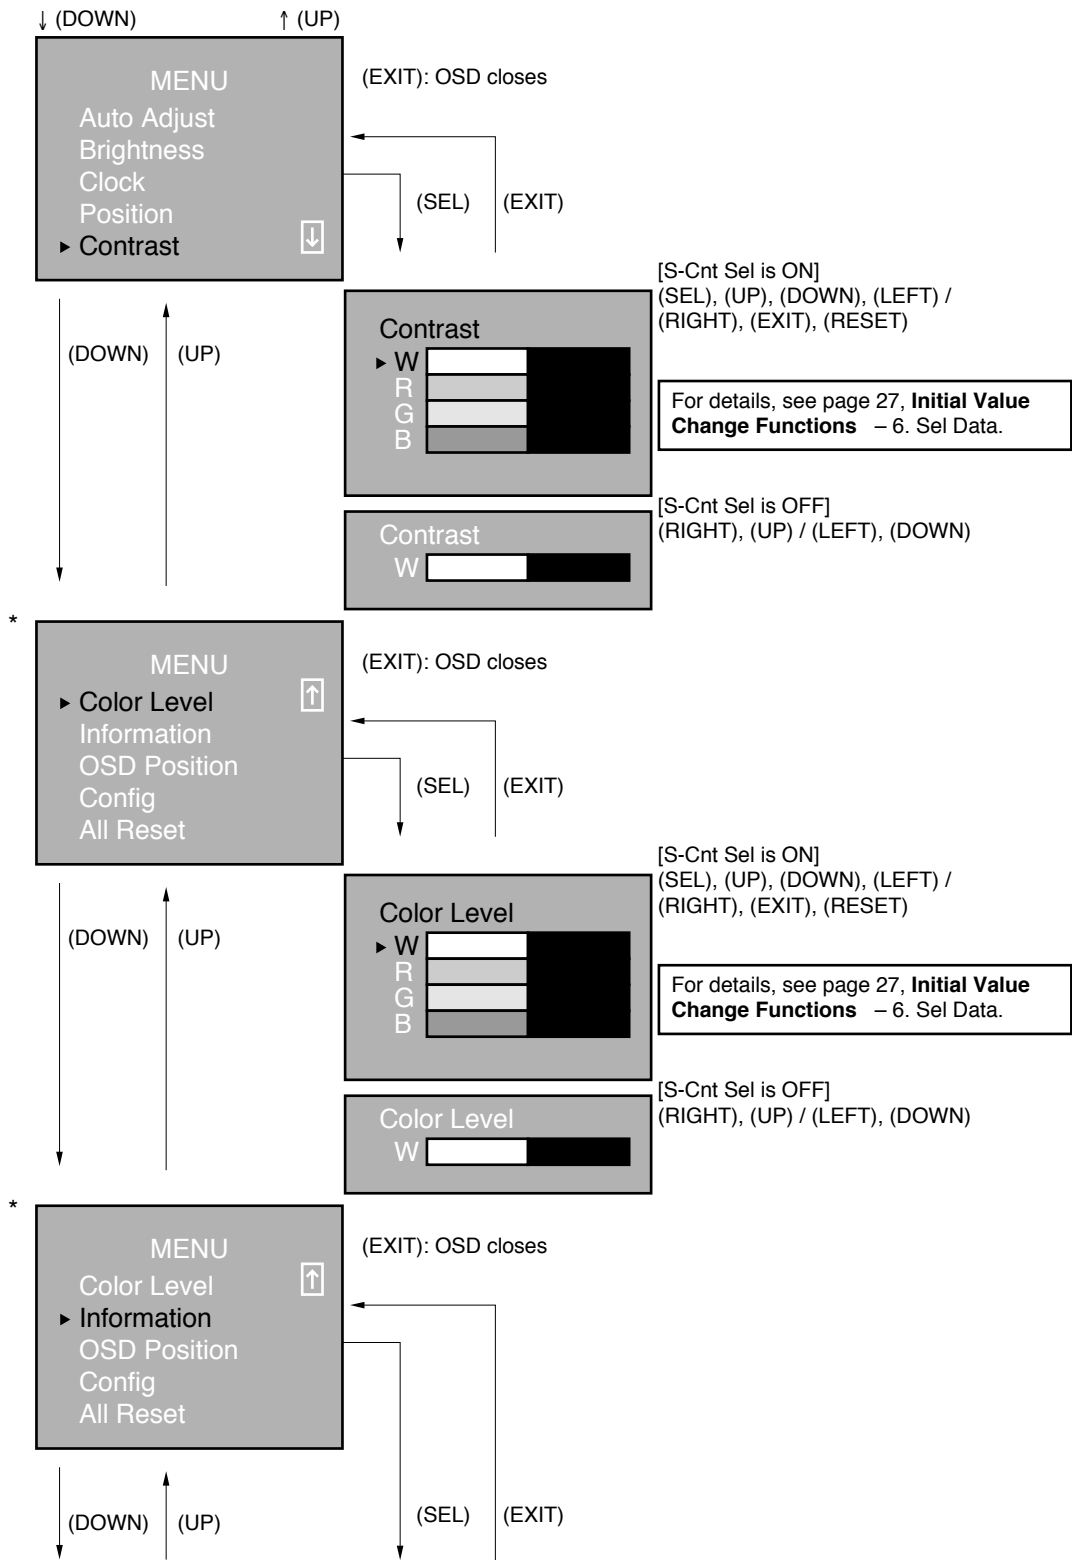 ↓ (DOWN) ↑ (UP)
MENU
Auto Adjust
Brightness
Clock
Position
▸ Contrast ↓
(EXIT): OSD closes
(SEL) (EXIT)
(DOWN) (UP)
[S-Cnt Sel is ON]
(SEL), (UP), (DOWN), (LEFT) /
(RIGHT), (EXIT), (RESET)
Contrast
▸ W
R
G
B
For details, see page 27, Initial Value
Change Functions – 6. Sel Data.
[S-Cnt Sel is OFF]
(RIGHT), (UP) / (LEFT), (DOWN)
Contrast
W
*
MENU
▸ Color Level ↑
Information
OSD Position
Config
All Reset
(EXIT): OSD closes
(SEL) (EXIT)
(DOWN) (UP)
[S-Cnt Sel is ON]
(SEL), (UP), (DOWN), (LEFT) /
(RIGHT), (EXIT), (RESET)
Color Level
▸ W
R
G
B
For details, see page 27, Initial Value
Change Functions – 6. Sel Data.
[S-Cnt Sel is OFF]
(RIGHT), (UP) / (LEFT), (DOWN)
Color Level
W
*
MENU
Color Level ↑
▸ Information
OSD Position
Config
All Reset
(EXIT): OSD closes
(DOWN) (UP)
(SEL) (EXIT)